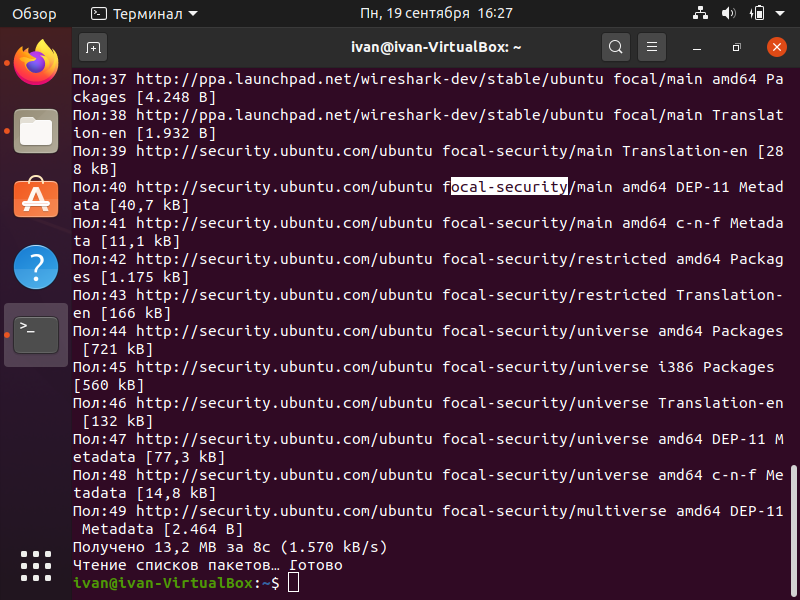 Обзор
Терминал
Пн, 19 сентября 16:27
ivan@ivan-VirtualBox: ~
Пол:37 http://ppa.launchpad.net/wireshark-dev/stable/ubuntu focal/main amd64 Pa
ckages [4.248 B]
Пол:38 http://ppa.launchpad.net/wireshark-dev/stable/ubuntu focal/main Translat
ion-en [1.932 B]
Пол:39 http://security.ubuntu.com/ubuntu focal-security/main Translation-en [28
8 kB]
Пол:40 http://security.ubuntu.com/ubuntu focal-security/main amd64 DEP-11 Metad
ata [40,7 kB]
Пол:41 http://security.ubuntu.com/ubuntu focal-security/main amd64 c-n-f Metada
ta [11,1 kB]
Пол:42 http://security.ubuntu.com/ubuntu focal-security/restricted amd64 Packag
es [1.175 kB]
Пол:43 http://security.ubuntu.com/ubuntu focal-security/restricted Translation-
en [166 kB]
Пол:44 http://security.ubuntu.com/ubuntu focal-security/universe amd64 Packages
 [721 kB]
Пол:45 http://security.ubuntu.com/ubuntu focal-security/universe i386 Packages
[560 kB]
Пол:46 http://security.ubuntu.com/ubuntu focal-security/universe Translation-en
 [132 kB]
Пол:47 http://security.ubuntu.com/ubuntu focal-security/universe amd64 DEP-11 M
etadata [77,3 kB]
Пол:48 http://security.ubuntu.com/ubuntu focal-security/universe amd64 c-n-f Me
tadata [14,8 kB]
Пол:49 http://security.ubuntu.com/ubuntu focal-security/multiverse amd64 DEP-11
 Metadata [2.464 B]
Получено 13,2 MB за 8с (1.570 kB/s)
Чтение списков пакетов… Готово
ivan@ivan-VirtualBox:~$